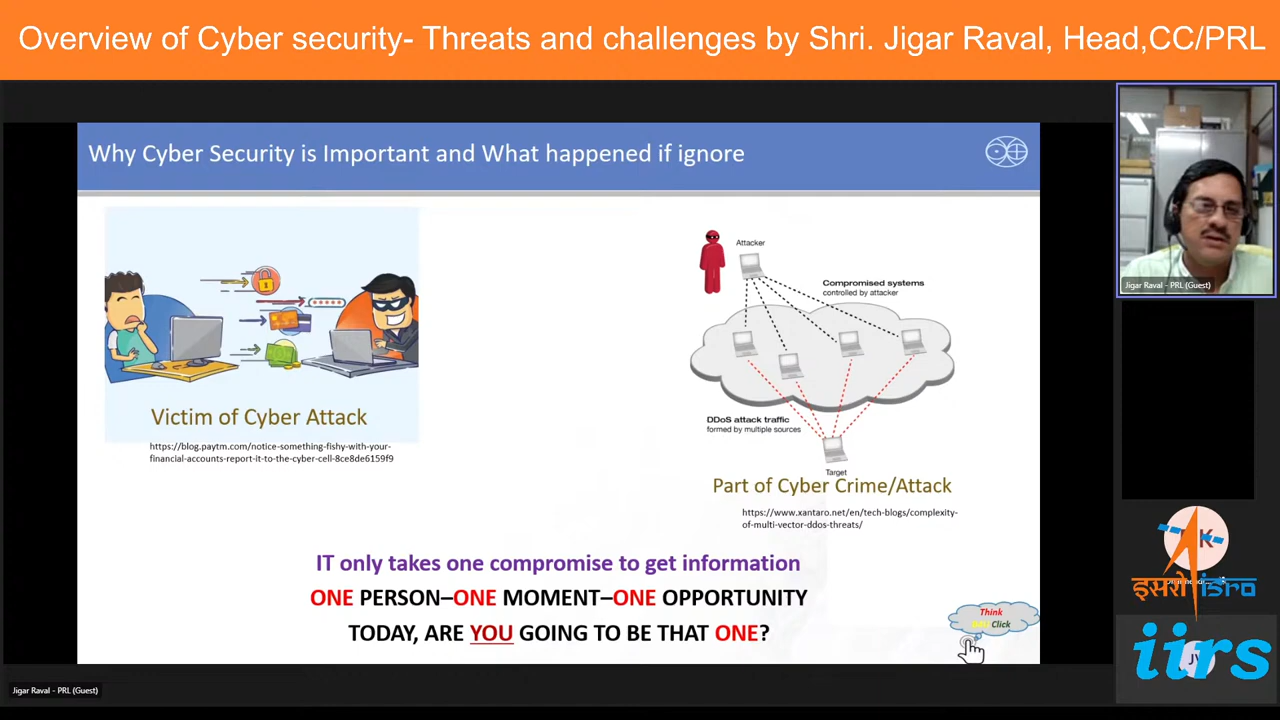 Overview of Cyber security- Threats and challenges by Shri. Jigar Raval, Head,CC/PRL
Why Cyber Security is Important and What happened if ignore
Attacker
Compromised systems
controlled by attacker
DDoS attack traffic
formed by multiple sources
Target
Victim of Cyber Attack
https://blog.paytm.com/notice-something-fishy-with-your-
financial-accounts-report-it-to-the-cyber-cell-8ce8de6159f9
Part of Cyber Crime/Attack
https://www.xantaro.net/en/tech-blogs/complexity-
of-multi-vector-ddos-threats/
IT only takes one compromise to get information
ONE PERSON–ONE MOMENT–ONE OPPORTUNITY
TODAY, ARE YOU GOING TO BE THAT ONE?
Think
Click
Jigar Raval - PRL (Guest)
Jigar Raval - PRL (Guest)
K
इसरो isro
iirs
JY